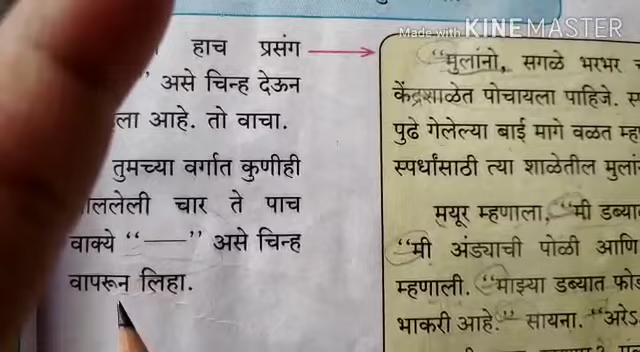 Made with KINEMASTER
हाच प्रसंग
" असे चिन्ह देऊन
आहे. तो वाचा.
तुमच्या वर्गात कुणीही
चार ते पाच
वाक्ये “ — ” असे चिन्ह
वापरून लिहा.
“मुलांनो, सगळे भरभर
केंद्रशाळेत पोचायला पाहिजे.
पुढे गेलेल्या बाई मागे वळत
स्पर्धांसाठी त्या शाळेतील
मयूर म्हणाला, “मी
“मी अंड्याची पोळी आणि
म्हणाली. “माझ्या डब्यात
भाकरी आहे.” सायना. “अरे